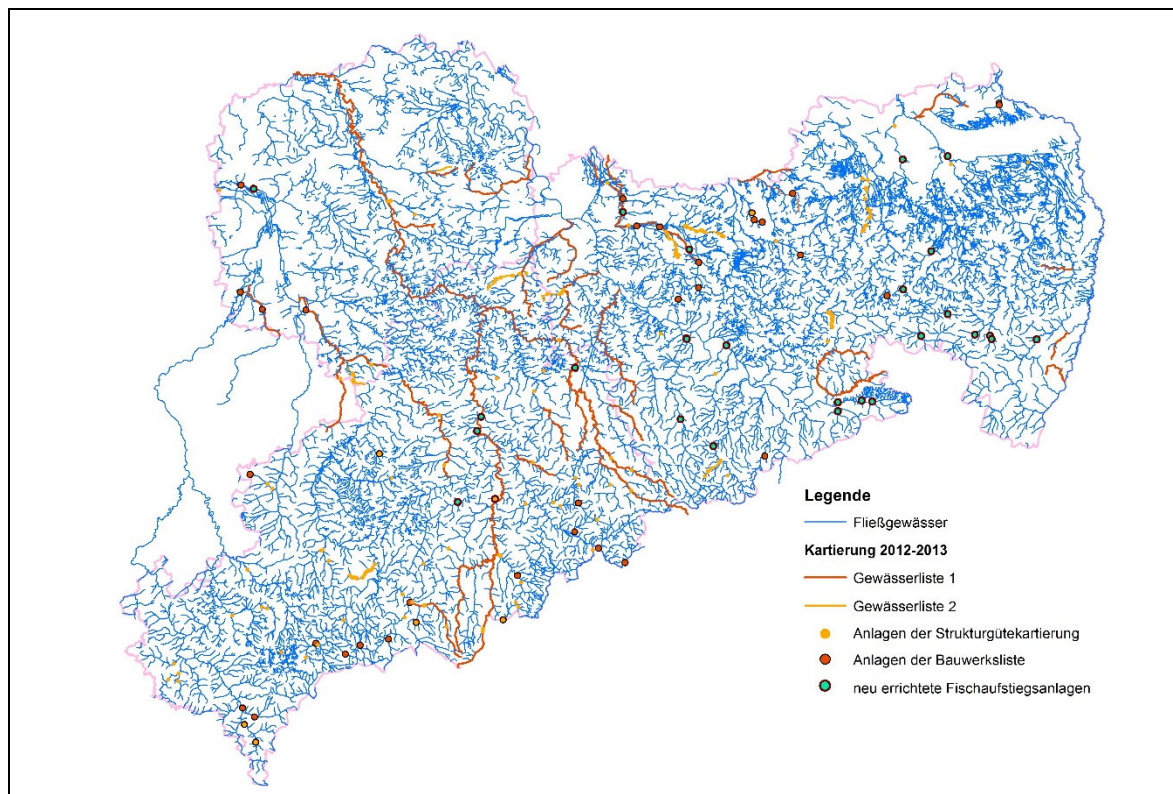 Legende
Fließgewässer
Kartierung 2012-2013
Gewässerliste 1
Gewässerliste 2
Anlagen der Strukturgütekartierung
Anlagen der Bauwerksliste
neu errichtete Fischaufstiegsanlagen